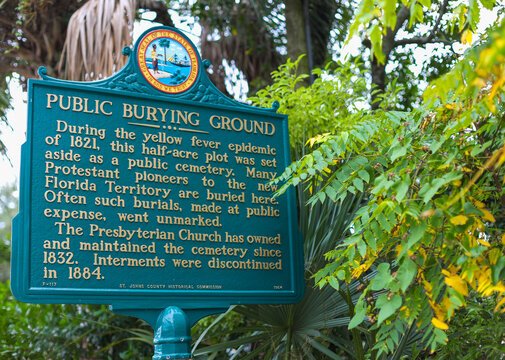 PUBLIC BURYING GROUND
During the yellow fever epidemic
of 1821, this half-acre plot was set
aside as a public cemetery. Many
Protestant pioneers to the new
Florida Territory are buried here.
Often such burials, made at public
expense, went unmarked.
The Presbyterian Church has owned
and maintained the cemetery since
1832. Interments were discontinued
in 1884.
F-117 ST. JOHNS COUNTY HISTORICAL COMMISSION